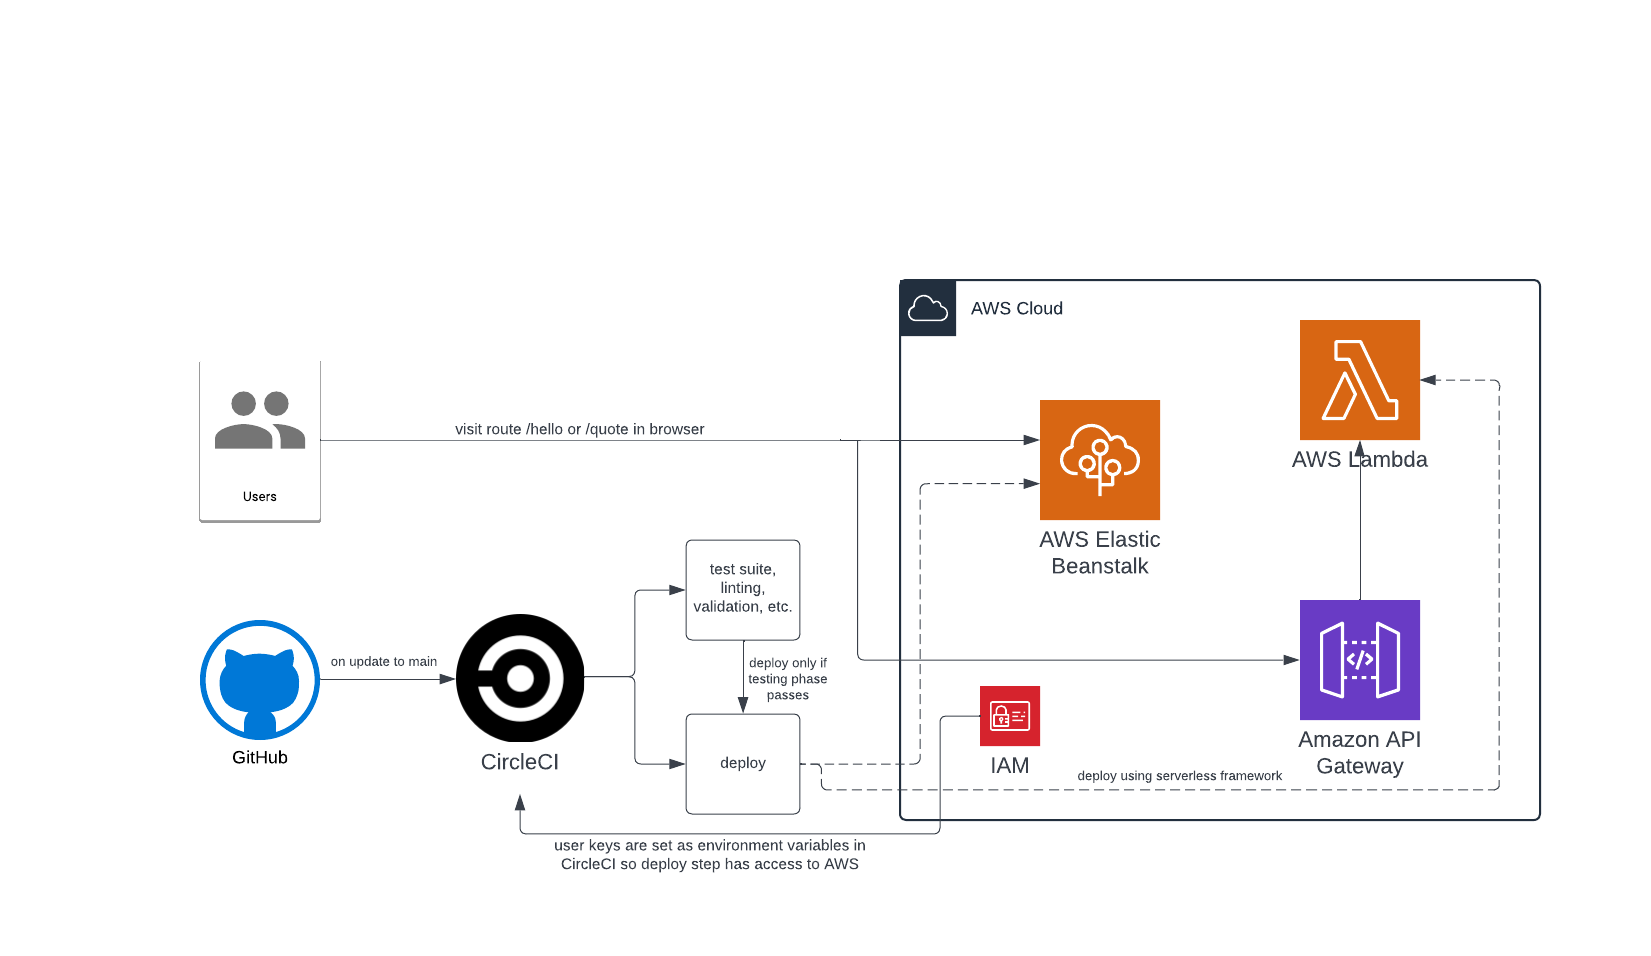 AWS Cloud
visit route /hello or /quote in browser
Users
AWS Lambda
AWS Elastic
Beanstalk
test suite,
linting,
validation, etc.
on update to main
deploy only if
testing phase
passes
GitHub
CircleCI
deploy
IAM
Amazon API
Gateway
deploy using serverless framework
user keys are set as environment variables in
CircleCI so deploy step has access to AWS